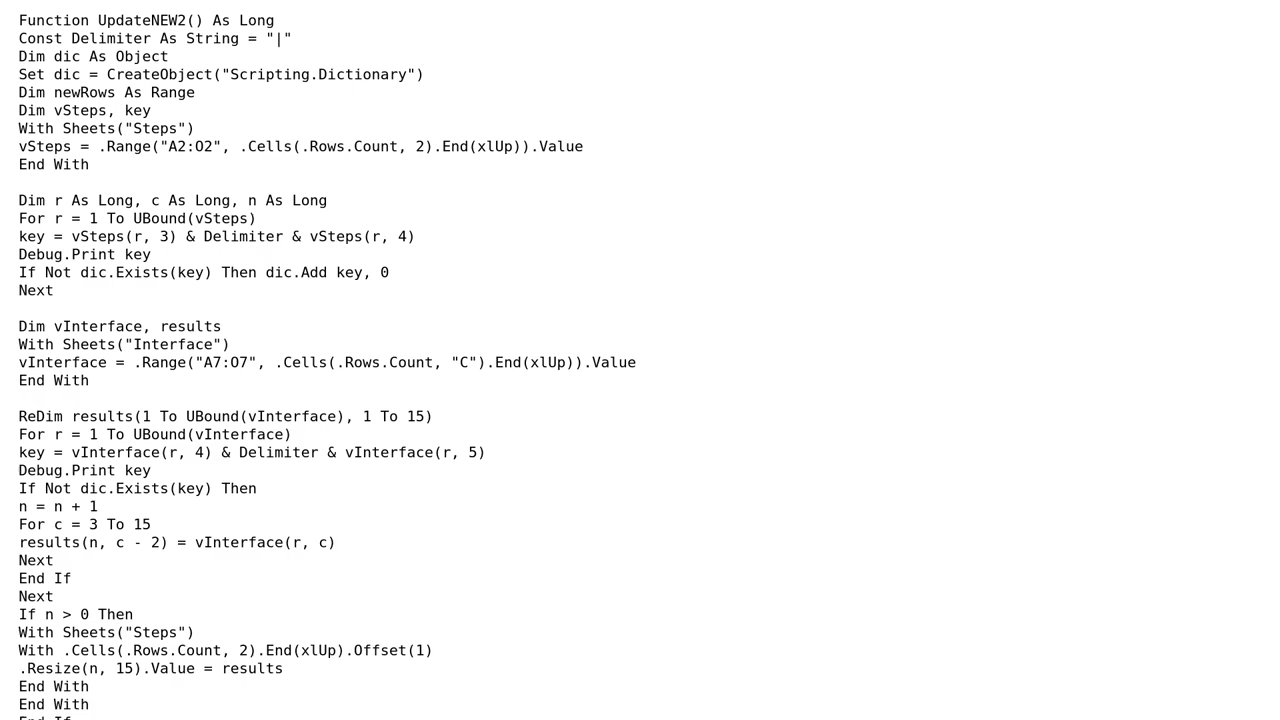 Function UpdateNEW2() As Long
Const Delimiter As String = "|"
Dim dic As Object
Set dic = CreateObject("Scripting.Dictionary")
Dim newRows As Range
Dim vSteps, key
With Sheets("Steps")
vSteps = .Range("A2:O2", .Cells(.Rows.Count, 2).End(xlUp)).Value
End With

Dim r As Long, c As Long, n As Long
For r = 1 To UBound(vSteps)
key = vSteps(r, 3) & Delimiter & vSteps(r, 4)
Debug.Print key
If Not dic.Exists(key) Then dic.Add key, 0
Next

Dim vInterface, results
With Sheets("Interface")
vInterface = .Range("A7:O7", .Cells(.Rows.Count, "C").End(xlUp)).Value
End With

ReDim results(1 To UBound(vInterface), 1 To 15)
For r = 1 To UBound(vInterface)
key = vInterface(r, 4) & Delimiter & vInterface(r, 5)
Debug.Print key
If Not dic.Exists(key) Then
n = n + 1
For c = 3 To 15
results(n, c - 2) = vInterface(r, c)
Next
End If
Next
If n > 0 Then
With Sheets("Steps")
With .Cells(.Rows.Count, 2).End(xlUp).Offset(1)
.Resize(n, 15).Value = results
End With
End With
End If